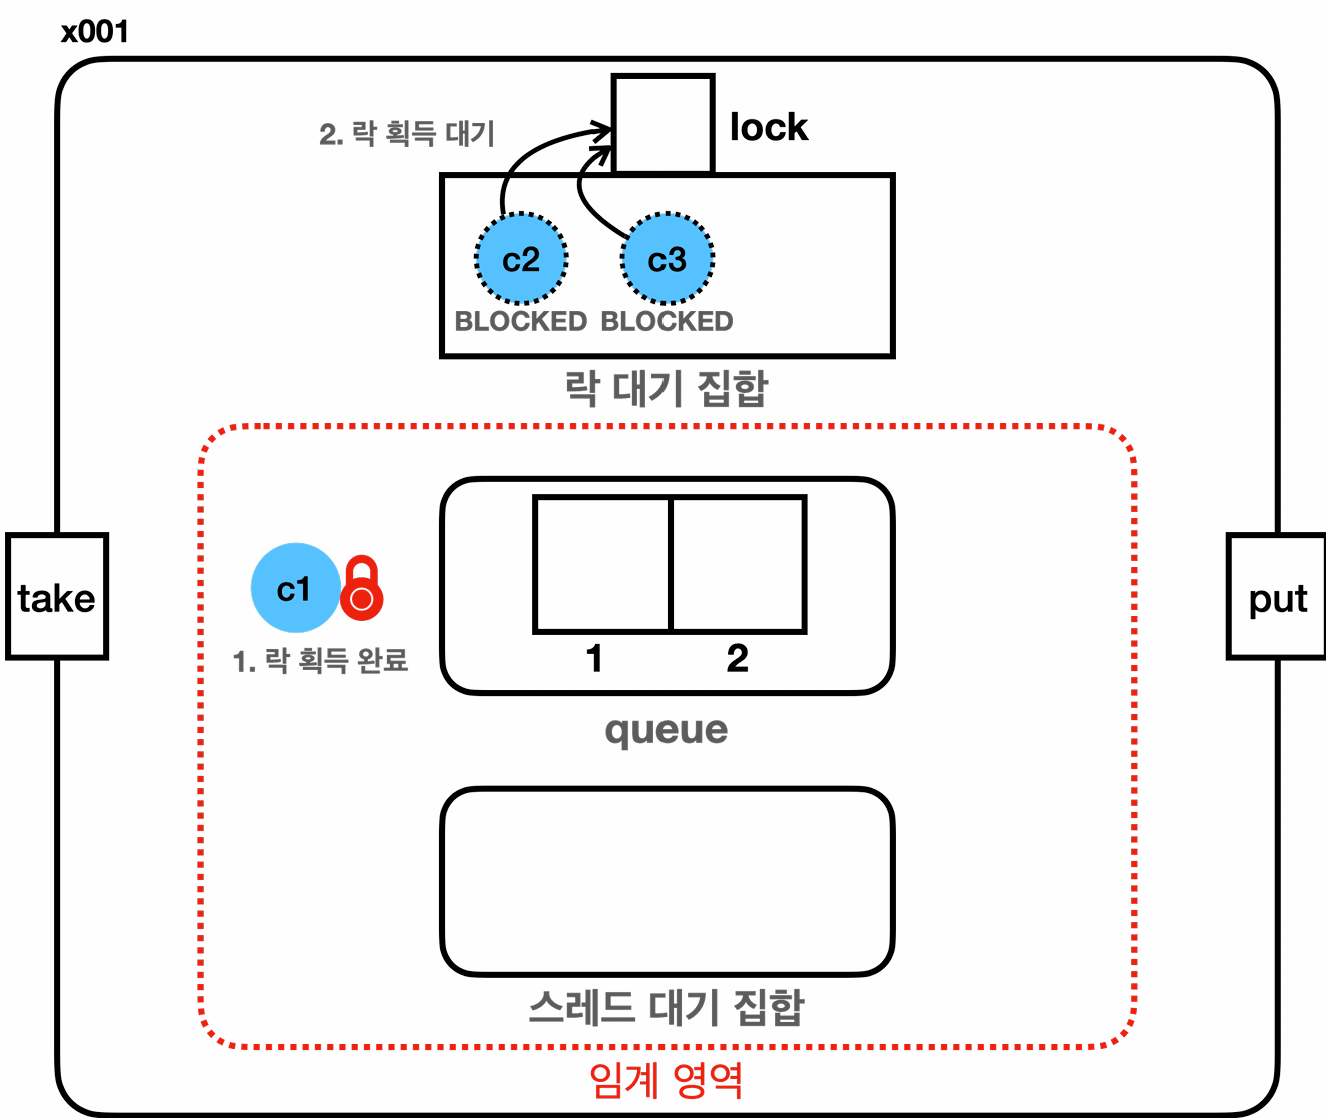 x001
2. 락 획득 대기
lock
c2
c3
BLOCKED BLOCKED
락 대기 집합
take
c1
1. 락 획득 완료
1 2
queue
put
스레드 대기 집합
임계 영역